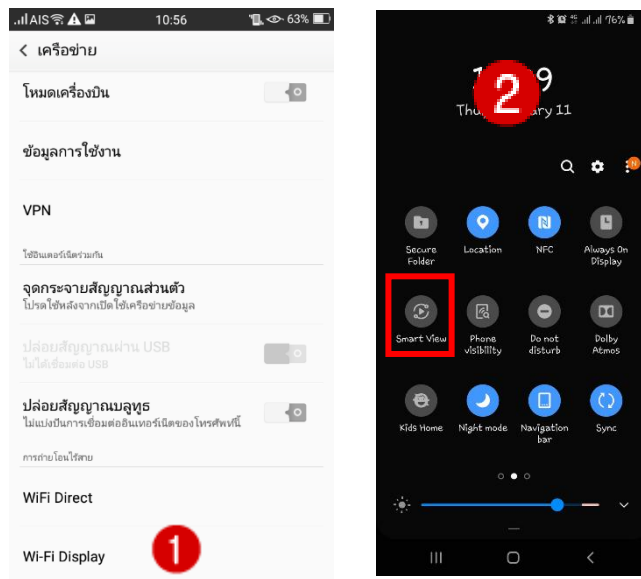 AIS 10:56 63%
เครือข่าย
โหมดเครื่องบิน
ข้อมูลการใช้งาน
VPN
ใช้อินเตอร์เน็ตร่วมกัน
จุดกระจายสัญญาณส่วนตัว
โปรดใช้หลังจากเปิดใช้เครือข่ายข้อมูล
ปล่อยสัญญาณผ่าน USB
ไม่ได้เชื่อมต่อ USB
ปล่อยสัญญาณบลูทูธ
ไม่แบ่งปันการเชื่อมต่ออินเทอร์เน็ตของโทรศัพท์นี้
การถ่ายโอนไร้สาย
WiFi Direct
Wi-Fi Display
1
76%
2
9
11
N
Secure Folder
Location
NFC
Always On Display
Smart View
Phone visibility
Do not disturb
Dolby Atmos
Kids Home
Night mode
Navigation bar
Sync